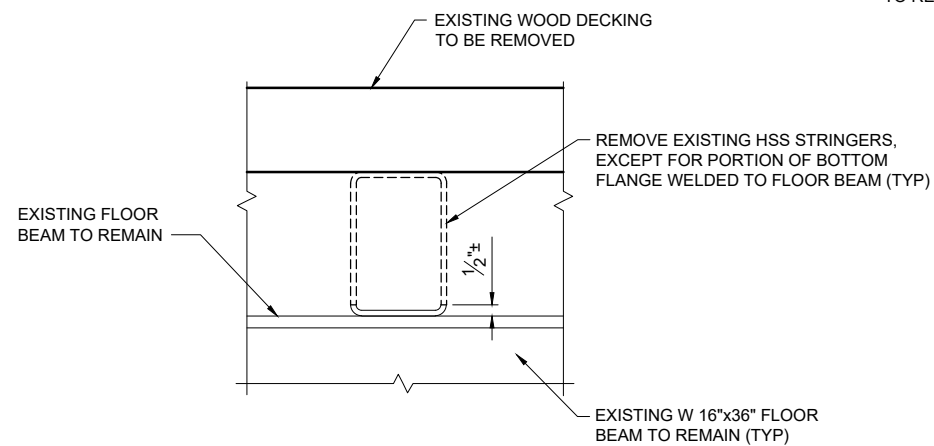 EXISTING WOOD DECKING
TO BE REMOVED
REMOVE EXISTING HSS STRINGERS,
EXCEPT FOR PORTION OF BOTTOM
FLANGE WELDED TO FLOOR BEAM (TYP)
EXISTING FLOOR
BEAM TO REMAIN
1/2"±
EXISTING W 16"x36" FLOOR
BEAM TO REMAIN (TYP)